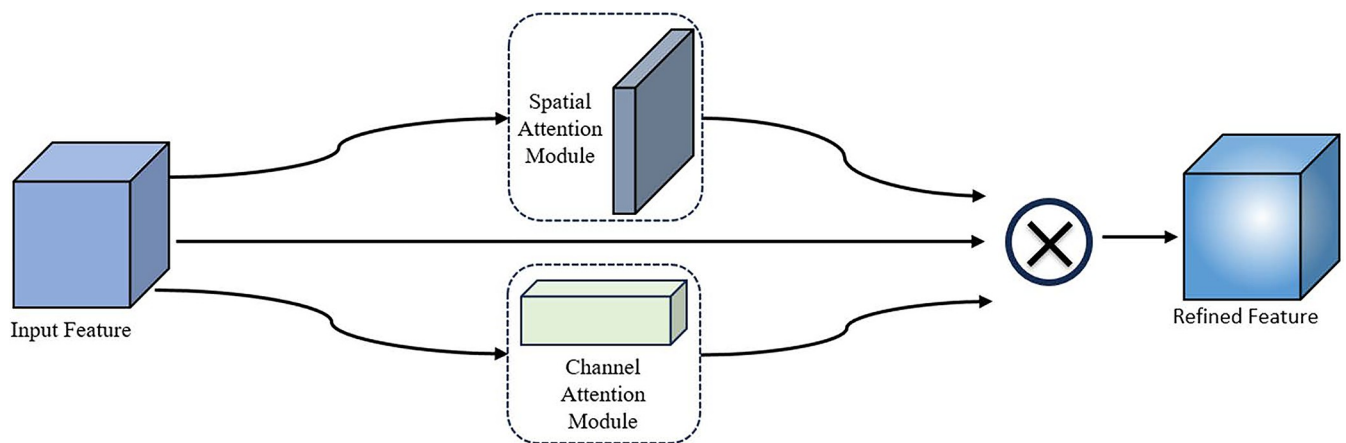 Spatial
Attention
Module
Input Feature
Refined Feature
Channel
Attention
Module